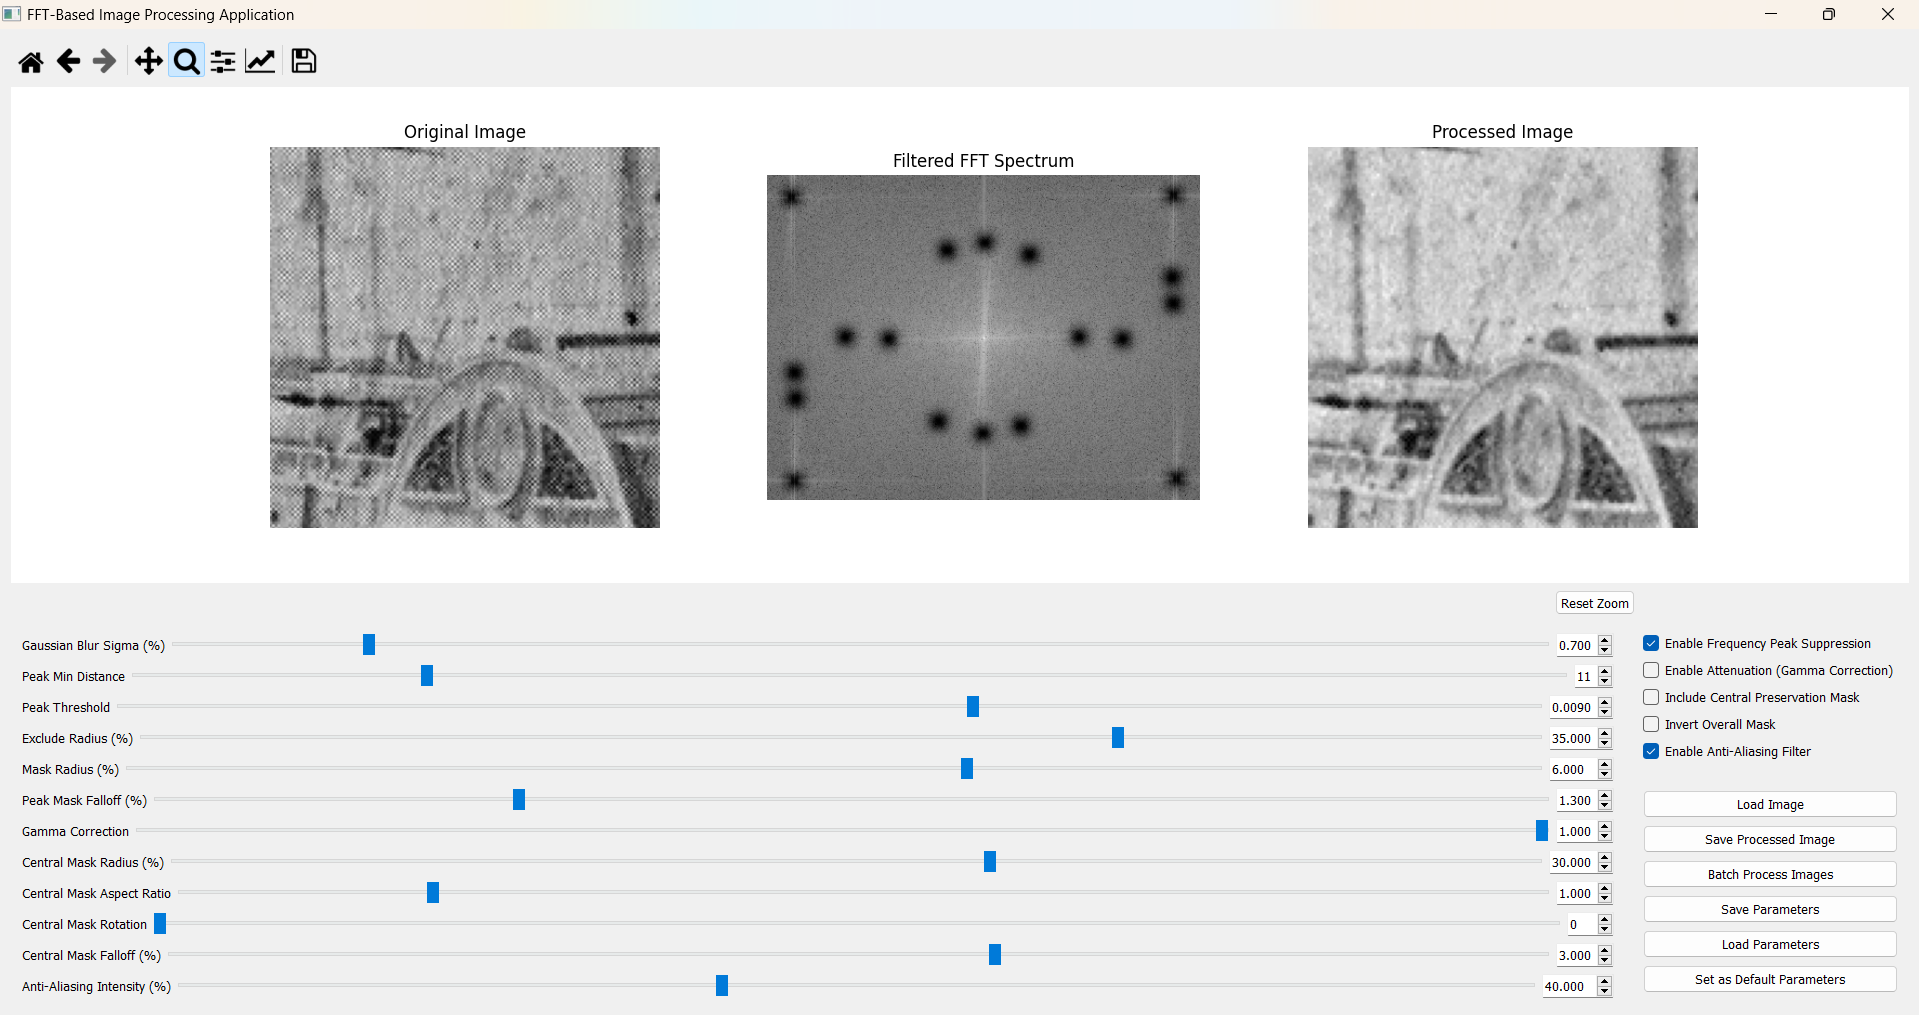 FFT-Based Image Processing Application
Original Image
Filtered FFT Spectrum
Processed Image
Reset Zoom
Gaussian Blur Sigma (%) 0.700
Peak Min Distance 11
Peak Threshold 0.0090
Exclude Radius (%) 35.000
Mask Radius (%) 6.000
Peak Mask Falloff (%) 1.300
Gamma Correction 1.000
Central Mask Radius (%) 30.000
Central Mask Aspect Ratio 1.000
Central Mask Rotation 0
Central Mask Falloff (%) 3.000
Anti-Aliasing Intensity (%) 40.000
Enable Frequency Peak Suppression
Enable Attenuation (Gamma Correction)
Include Central Preservation Mask
Invert Overall Mask
Enable Anti-Aliasing Filter
Load Image
Save Processed Image
Batch Process Images
Save Parameters
Load Parameters
Set as Default Parameters